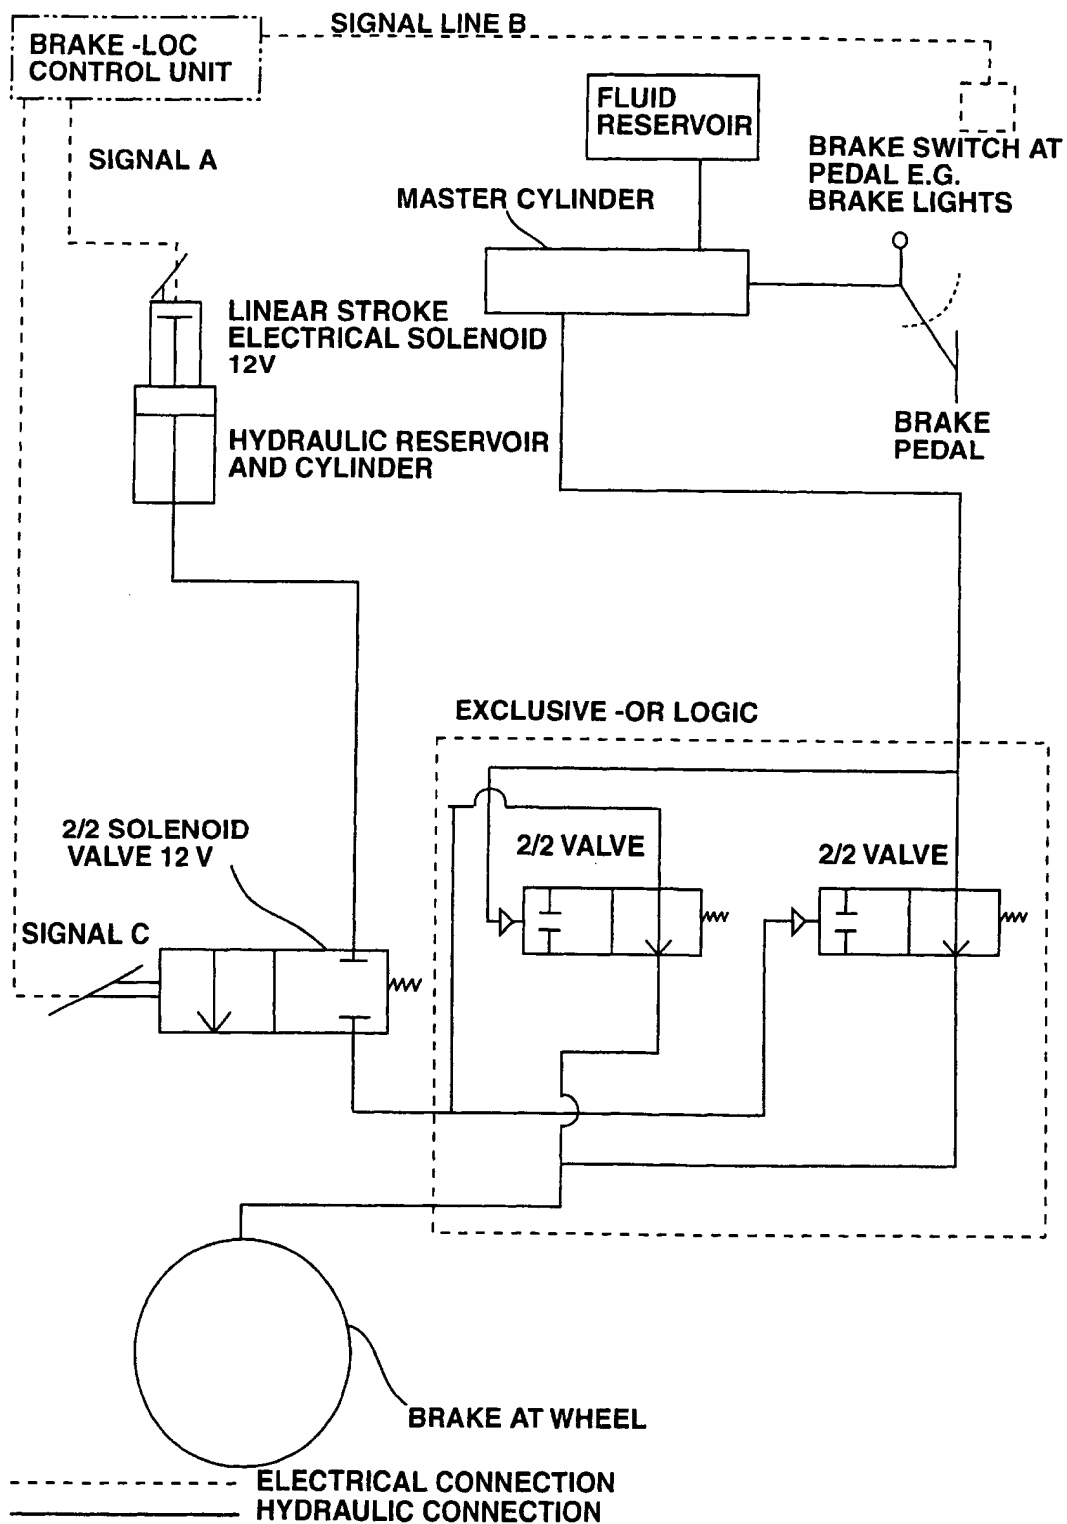 SIGNAL LINE B
BRAKE -LOC
CONTROL UNIT
FLUID
RESERVOIR
BRAKE SWITCH AT
PEDAL E.G.
BRAKE LIGHTS
SIGNAL A
MASTER CYLINDER
LINEAR STROKE
ELECTRICAL SOLENOID
12V
BRAKE
PEDAL
HYDRAULIC RESERVOIR
AND CYLINDER
EXCLUSIVE -OR LOGIC
2/2 SOLENOID
VALVE 12 V
2/2 VALVE
2/2 VALVE
SIGNAL C
BRAKE AT WHEEL
ELECTRICAL CONNECTION
HYDRAULIC CONNECTION